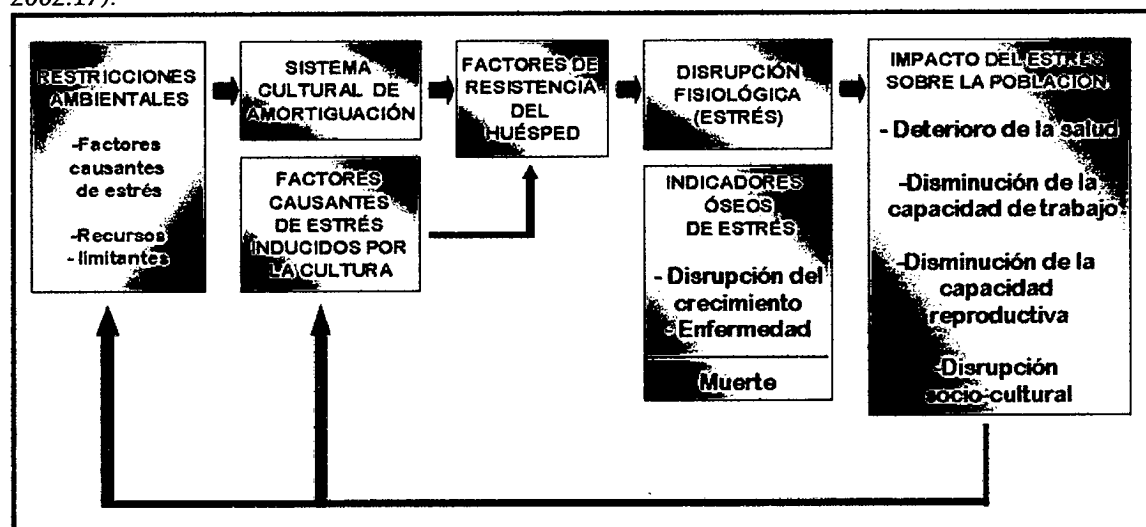 2002:17).
RESTRICCIONES
AMBIENTALES
-Factores
causantes
de estrés
-Recursos
- limitantes
SISTEMA
CULTURAL DE
AMORTIGUACIÓN
FACTORES
CAUSANTES
DE ESTRÉS
INDUCIDOS POR
LA CULTURA
FACTORES DE
RESISTENCIA
DEL
HUÉSPED
DISRUPCIÓN
FISIOLÓGICA
(ESTRÉS)
INDICADORES
ÓSEOS
DE ESTRÉS
- Disrupción del
crecimiento
- Enfermedad
Muerte
IMPACTO DEL ESTRES
SOBRE LA POBLACIÓN
- Deterioro de la salud
-Disminución de la
capacidad de trabajo
-Disminución de la
capacidad
reproductiva
-Disrupción
socio-cultural